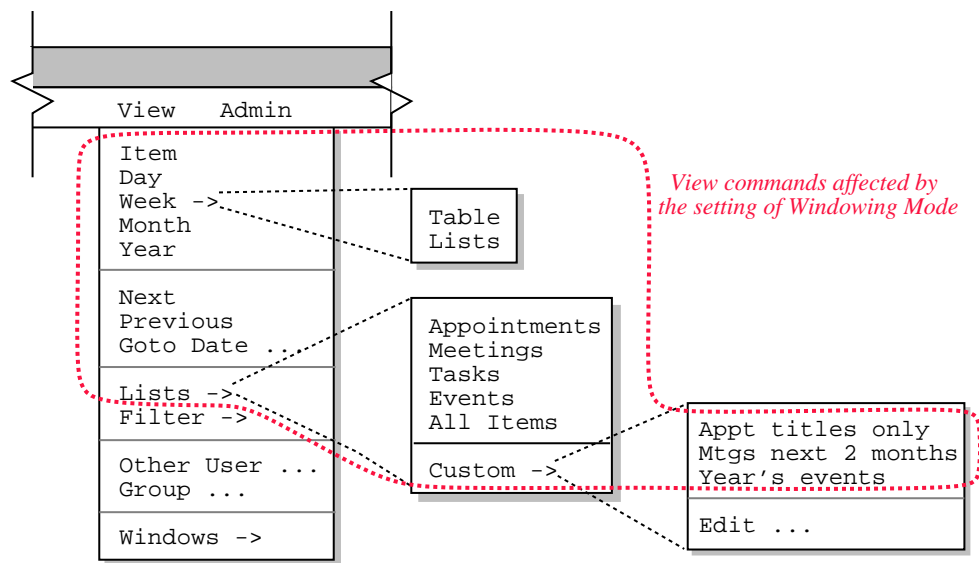 View Admin
Item
Day
Week ->
Month
Year
Next
Previous
Goto Date ...
Lists ->
Filter ->
Other User ...
Group ...
Windows ->
Table
Lists
Appointments
Meetings
Tasks
Events
All Items
Custom ->
Appt titles only
Mtgs next 2 months
Year's events
Edit ...
View commands affected by
the setting of Windowing Mode